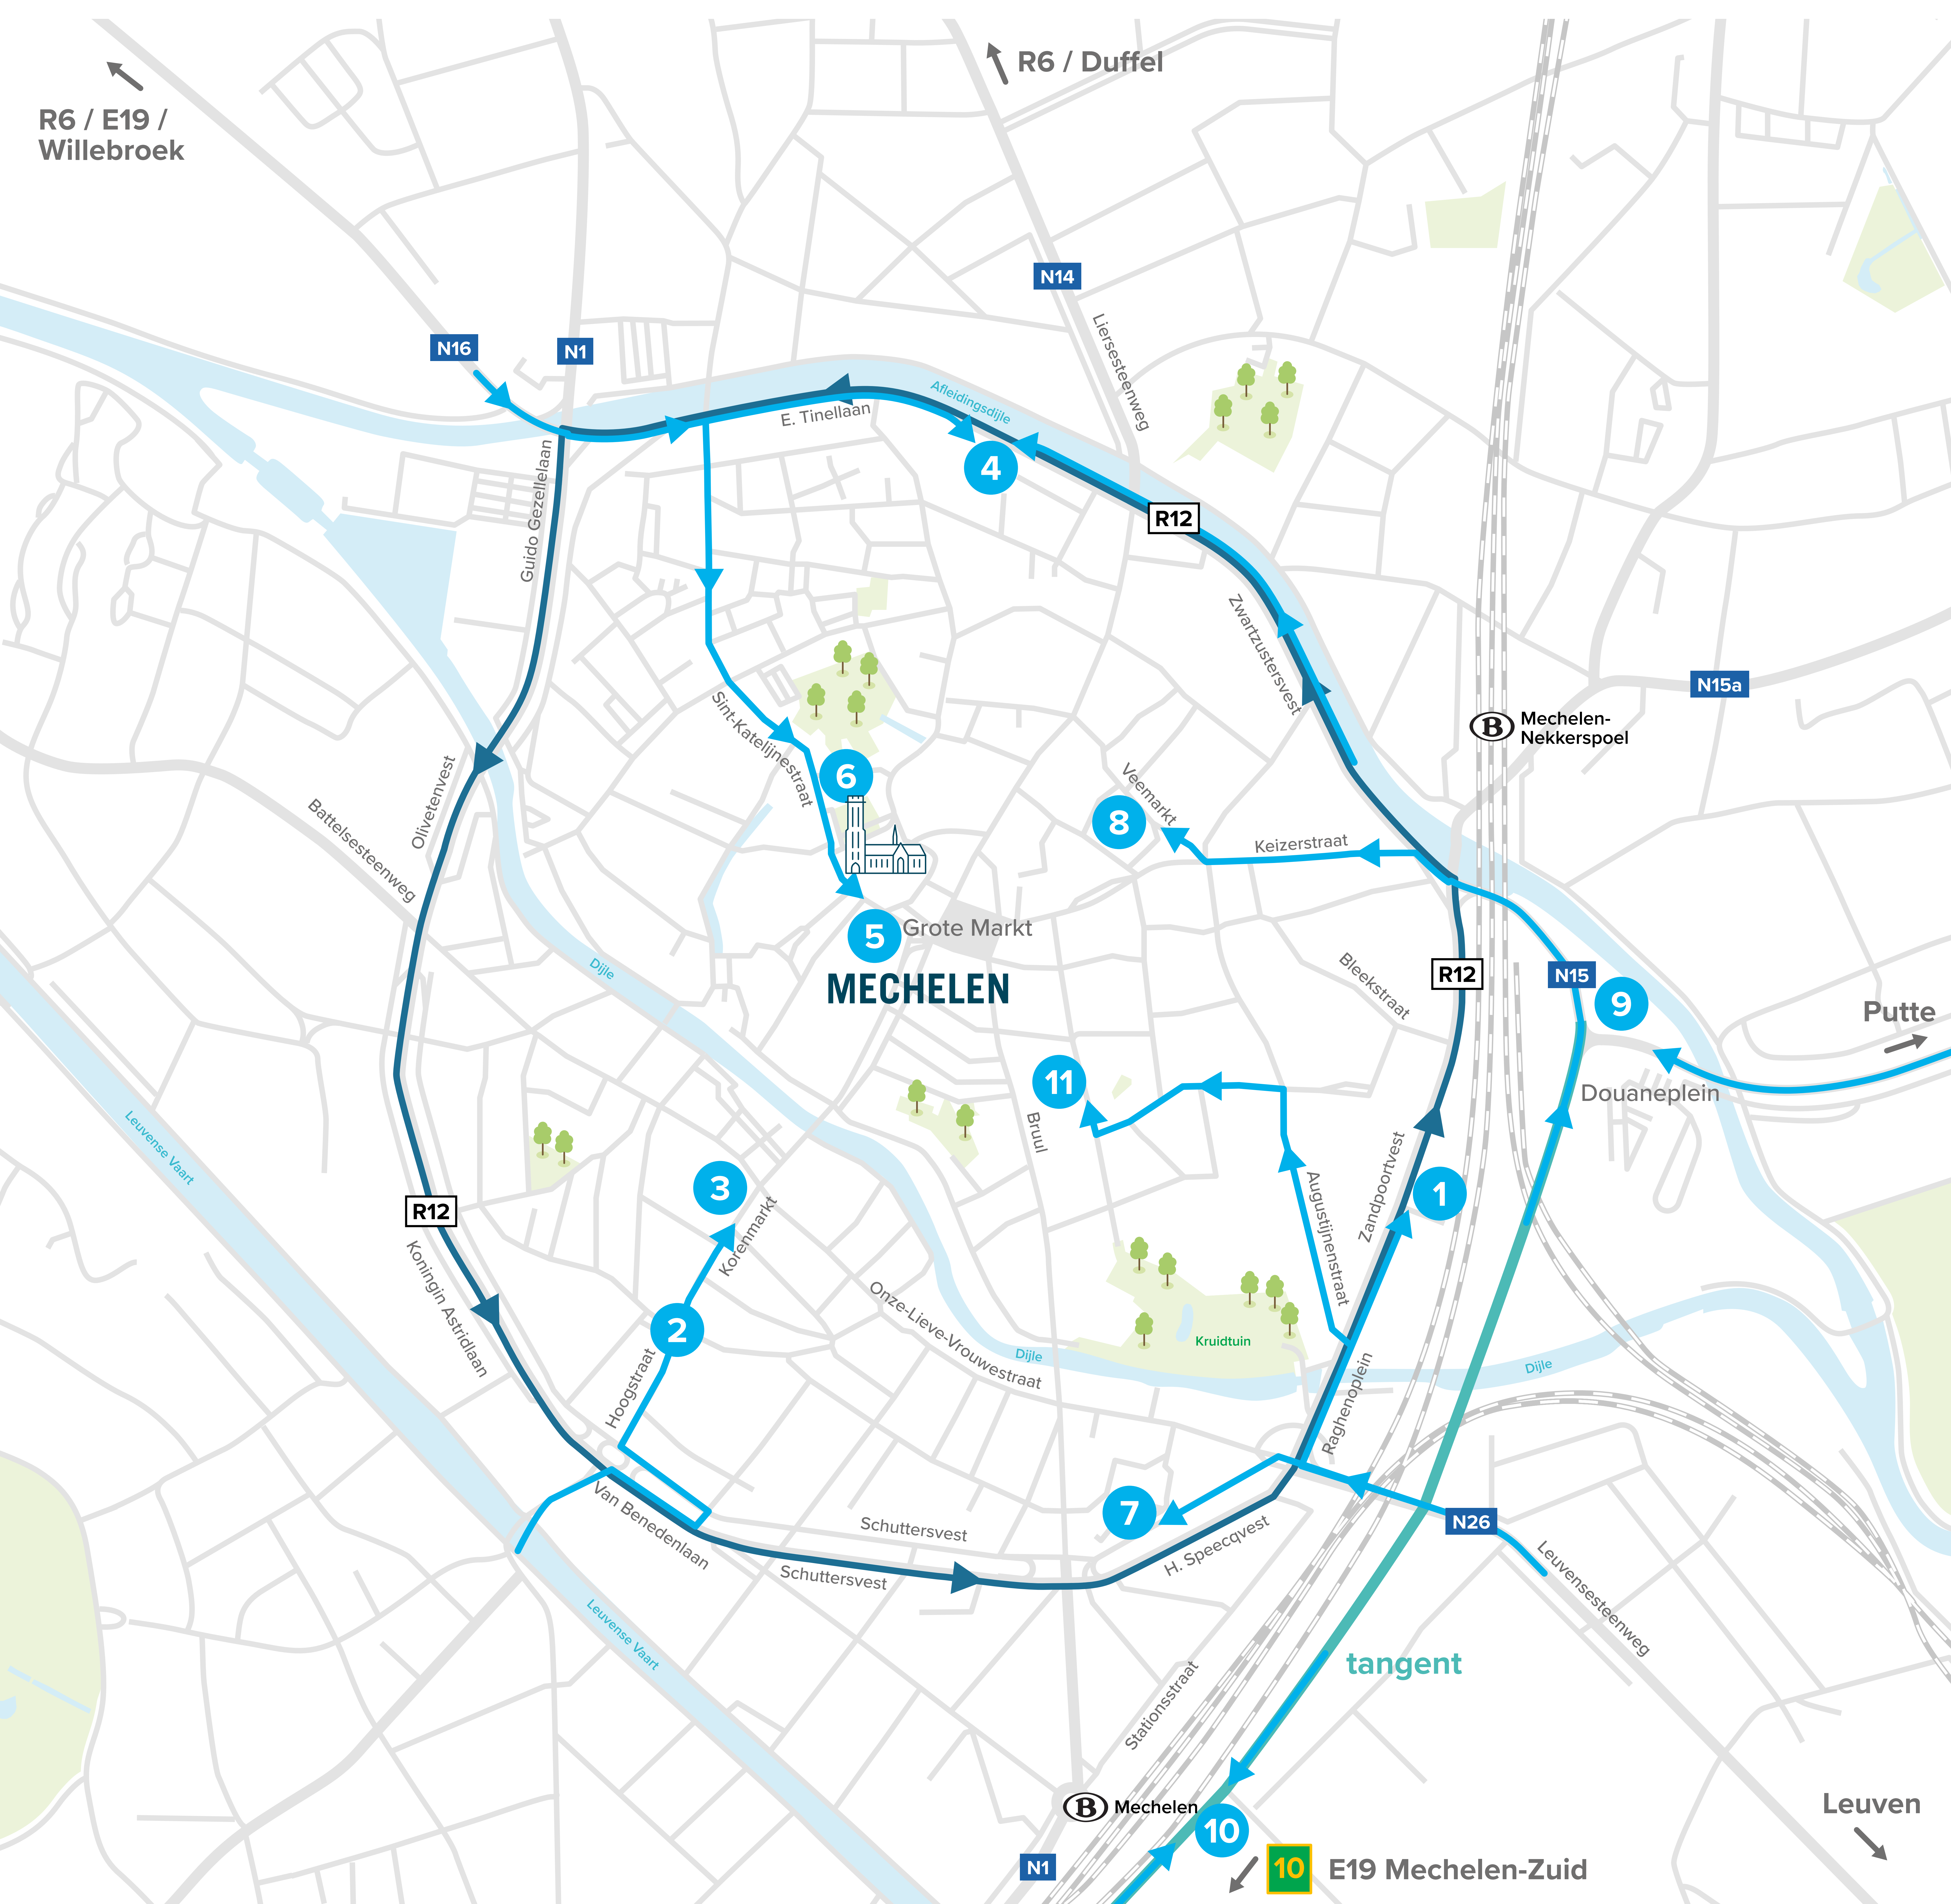 R6 / Duffel
R6 / E19 /
Willebroek
N14
N16
N1
Liersesteenweg
Afleidingsdijle
E. Tinellaan
4
Guido Gezellelaan
R12
Zwartzustersvest
N15a
Sint-Katelijnestraat
Mechelen-
Nekkerspoel
B
6
Olivetenvest
Veemarkt
8
Keizerstraat
Battelsesteenweg
5
Grote Markt
MECHELEN
Dijle
Bleekstraat
R12
N15
9
Putte
11
Douaneplein
Bruul
Leuvense Vaart
Zandpoortvest
1
3
Korenmarkt
Augustijnenstraat
R12
Koningin Astridlaan
2
Onze-Lieve-Vrouwestraat
Kruidtuin
Dijle
Dijle
Hoogstraat
Raghenoplein
7
N26
Van Benedenlaan
Schuttersvest
H. Speecqvest
Schuttersvest
Leuvensesteenweg
Leuvense Vaart
tangent
Stationsstraat
B
Mechelen
10
Leuven
N1
10
E19 Mechelen-Zuid